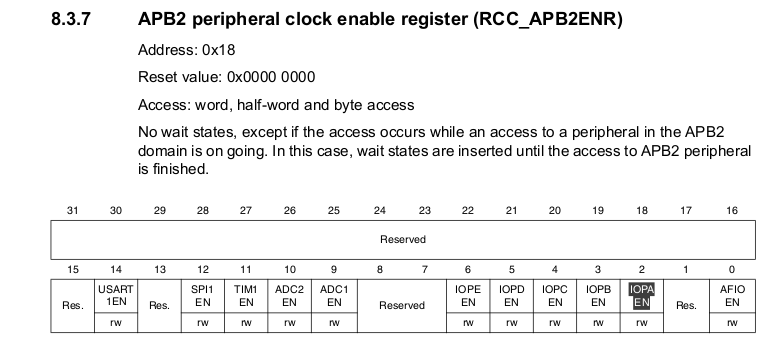 8.3.7 APB2 peripheral clock enable register (RCC_APB2ENR)
Address: 0x18
Reset value: 0x0000 0000
Access: word, half-word and byte access
No wait states, except if the access occurs while an access to a peripheral in the APB2
domain is on going. In this case, wait states are inserted until the access to APB2 peripheral
is finished.
31 30 29 28 27 26 25 24 23 22 21 20 19 18 17 16
Reserved
15 14 13 12 11 10 9 8 7 6 5 4 3 2 1 0
Res. USART 1EN Res. SPI1 EN TIM1 EN ADC2 EN ADC1 EN Reserved IOPE EN IOPD EN IOPC EN IOPB EN IOPA EN Res. AFIO EN
rw rw rw rw rw rw rw rw rw rw rw